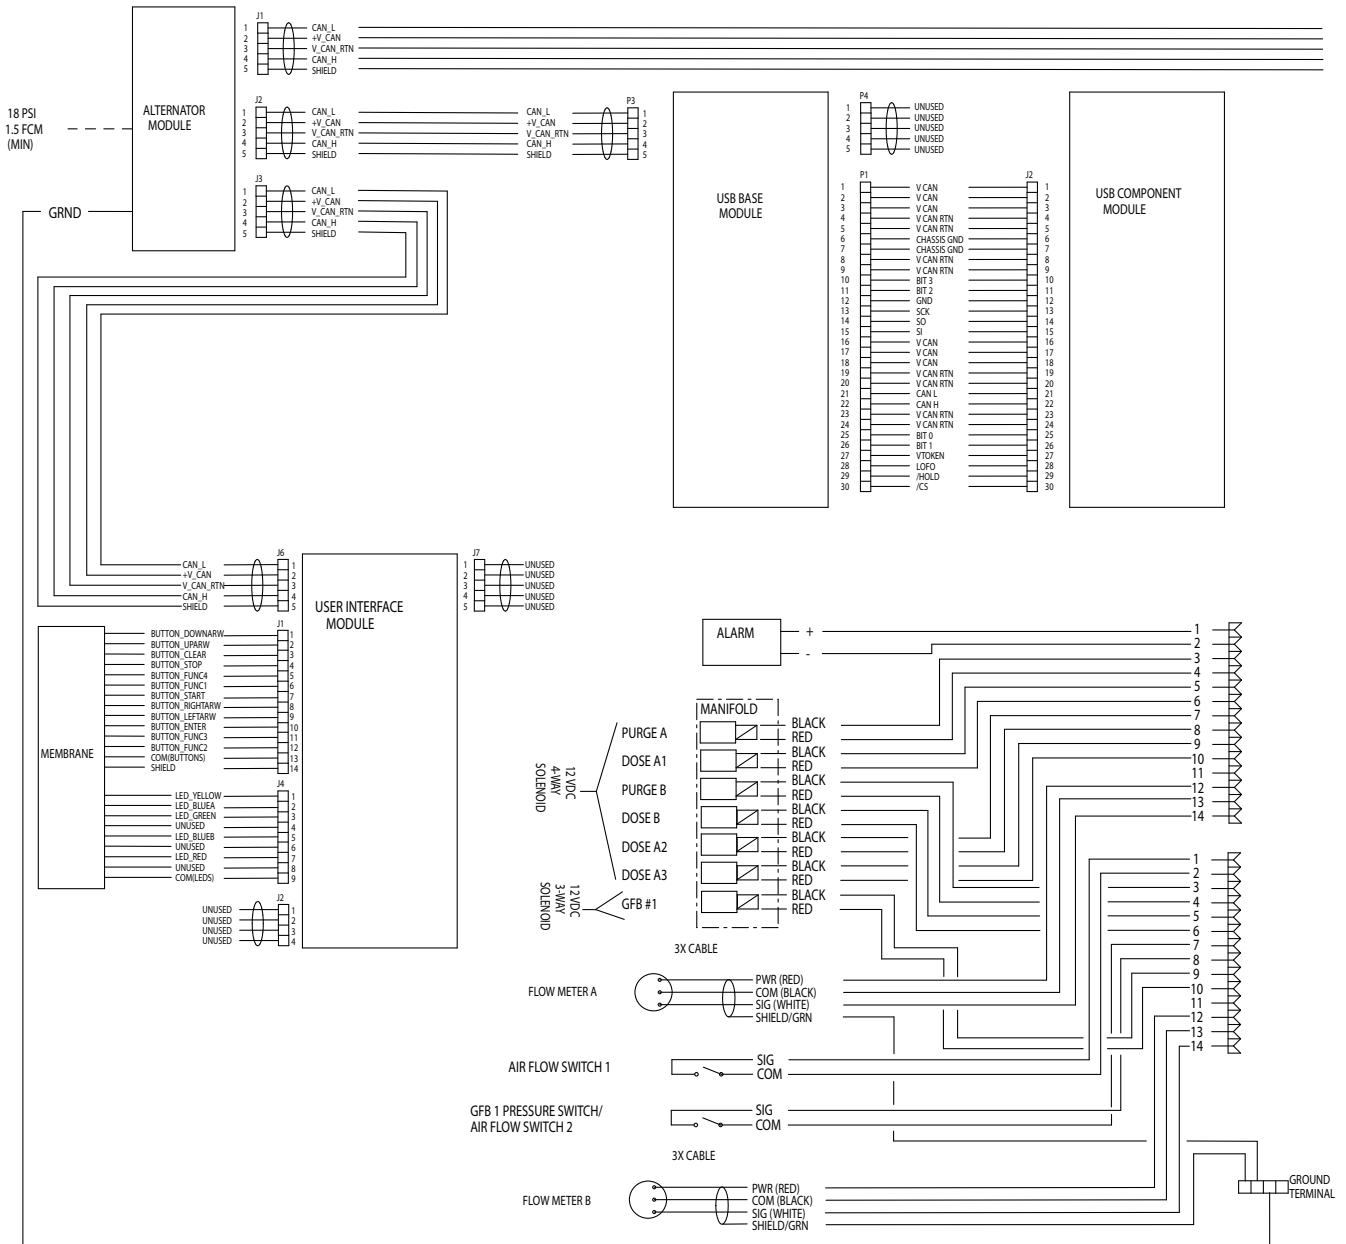 J1
1 CAN_L
2 +V_CAN
3 V_CAN_RTN
4 CAN_H
5 SHIELD
ALTERNATOR
MODULE
18 PSI
1.5 FCM
(MIN)
GRND
J2
1 CAN_L
2 +V_CAN
3 V_CAN_RTN
4 CAN_H
5 SHIELD
P3
CAN_L 1
+V_CAN 2
V_CAN_RTN 3
CAN_H 4
SHIELD 5
J3
1 CAN_L
2 +V_CAN
3 V_CAN_RTN
4 CAN_H
5 SHIELD
USB BASE
MODULE
P4
1 UNUSED
2 UNUSED
3 UNUSED
4 UNUSED
5 UNUSED
USB COMPONENT
MODULE
P1 J2
1 V CAN 1
2 V CAN 2
3 V CAN 3
4 V CAN RTN 4
5 V CAN RTN 5
6 CHASSIS GND 6
7 CHASSIS GND 7
8 V CAN RTN 8
9 V CAN RTN 9
10 BIT 3 10
11 BIT 2 11
12 GND 12
13 SCK 13
14 SO 14
15 SI 15
16 V CAN 16
17 V CAN 17
18 V CAN 18
19 V CAN RTN 19
20 V CAN RTN 20
21 CAN L 21
22 CAN H 22
23 V CAN RTN 23
24 V CAN RTN 24
25 BIT 0 25
26 BIT 1 26
27 VTOKEN 27
28 LOFO 28
29 /HOLD 29
30 /CS 30
J6
CAN_L 1
+V_CAN 2
V_CAN_RTN 3
CAN_H 4
SHIELD 5
USER INTERFACE
MODULE
J7
1 UNUSED
2 UNUSED
3 UNUSED
4 UNUSED
5 UNUSED
MEMBRANE
J1
BUTTON_DOWNARW 1
BUTTON_UPARW 2
BUTTON_CLEAR 3
BUTTON_STOP 4
BUTTON_FUNC4 5
BUTTON_FUNC1 6
BUTTON_START 7
BUTTON_RIGHTARW 8
BUTTON_LEFTARW 9
BUTTON_ENTER 10
BUTTON_FUNC3 11
BUTTON_FUNC2 12
COM(BUTTONS) 13
SHIELD 14
J4
LED_YELLOW 1
LED_BLUEA 2
LED_GREEN 3
UNUSED 4
LED_BLUEB 5
UNUSED 6
LED_RED 7
UNUSED 8
COM(LEDS) 9
J2
UNUSED 1
UNUSED 2
UNUSED 3
UNUSED 4
ALARM
+
-
MANIFOLD
12 VDC
4-WAY
SOLENOID
PURGE A BLACK
RED
DOSE A1 BLACK
RED
PURGE B BLACK
RED
DOSE B BLACK
RED
DOSE A2 BLACK
RED
DOSE A3 BLACK
RED
12 VDC
3-WAY
SOLENOID
GFB #1 BLACK
RED
1
2
3
4
5
6
7
8
9
10
11
12
13
14
1
2
3
4
5
6
7
8
9
10
11
12
13
14
3X CABLE
FLOW METER A
PWR (RED)
COM (BLACK)
SIG (WHITE)
SHIELD/GRN
AIR FLOW SWITCH 1
SIG
COM
GFB 1 PRESSURE SWITCH/
AIR FLOW SWITCH 2
SIG
COM
3X CABLE
FLOW METER B
PWR (RED)
COM (BLACK)
SIG (WHITE)
SHIELD/GRN
GROUND
TERMINAL